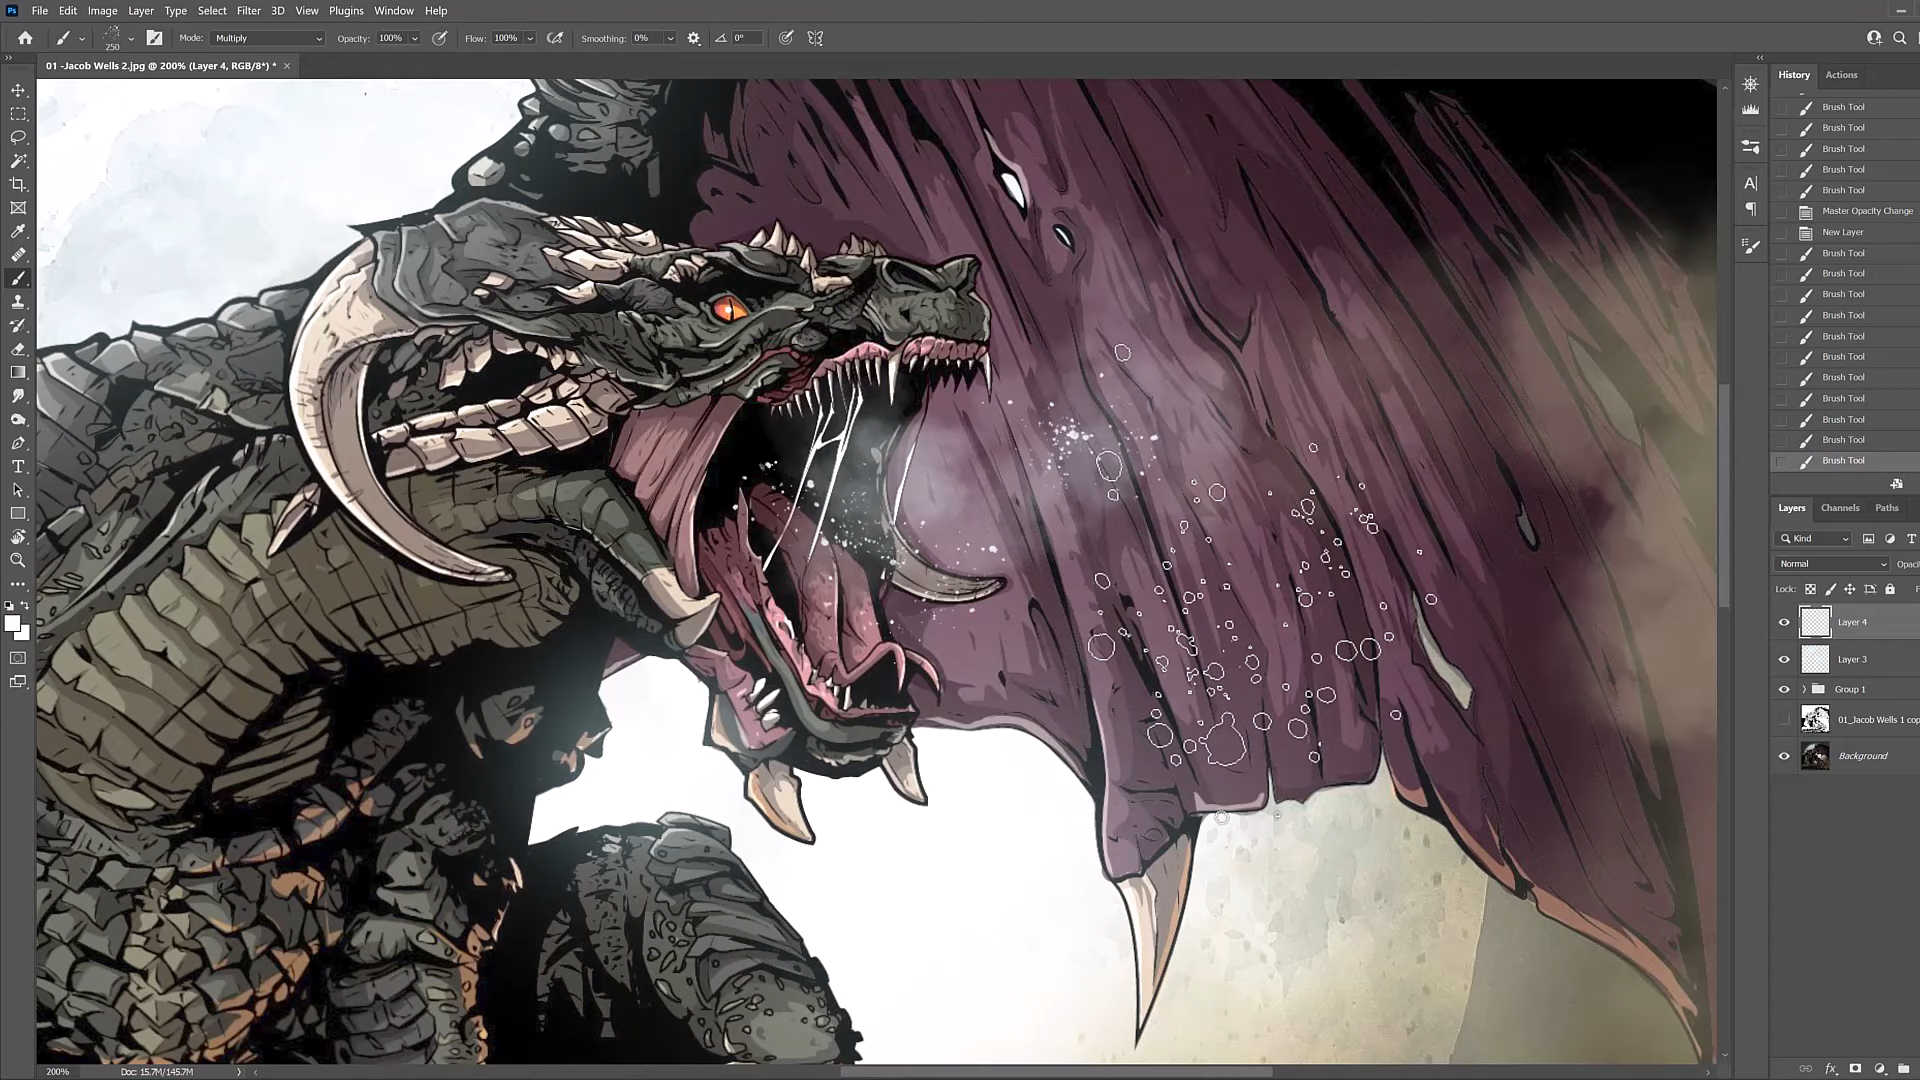 Ps File Edit Image Layer Type Select Filter 3D View Plugins Window Help
250 Mode: Multiply Opacity: 100% Flow: 100% Smoothing: 0% 0°
01 -Jacob Wells 2.jpg @ 200% (Layer 4, RGB/8*) * ×
History Actions
Brush Tool
Brush Tool
Brush Tool
Brush Tool
Brush Tool
Master Opacity Change
New Layer
Brush Tool
Brush Tool
Brush Tool
Brush Tool
Brush Tool
Brush Tool
Brush Tool
Brush Tool
Brush Tool
Brush Tool
Brush Tool
Layers Channels Paths
Kind
Normal Opaci
Lock: F
Layer 4
Layer 3
Group 1
01_Jacob Wells 1 cop
Background
200% Doc: 15.7M/145.7M